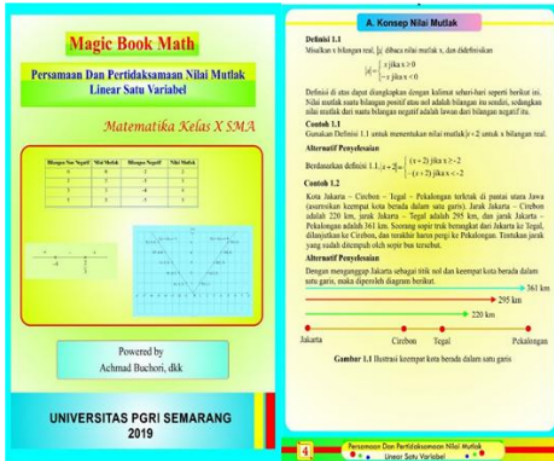 Magic Book Math
Persamaan Dan Pertidaksamaan Nilai Mutlak
Linear Satu Variabel
Matematika Kelas X SMA
Bilangan Non Negatif Nilai Mutlak Bilangan Negatif Nilai Mutlak
Powered by
Achmad Buchori, dkk
UNIVERSITAS PGRI SEMARANG
2019
A. Konsep Nilai Mutlak
Definisi 1.1
Misalkan x bilangan real, |x| dibaca nilai mutlak x, dan didefinisikan
|x| = { x jika x ≥ 0
-x jika x < 0
Definisi di atas dapat diungkapkan dengan kalimat sehari-hari seperti berikut ini.
Nilai mutlak suatu bilangan positif atau nol adalah bilangan itu sendiri, sedangkan
nilai mutlak dari suatu bilangan negatif adalah lawan dari bilangan negatif itu.
Contoh 1.1
Gunakan Definisi 1.1 untuk menentukan nilai mutlak |x + 2| untuk x bilangan real.
Alternatif Penyelesaian
Berdasarkan definisi 1.1, |x + 2| = { (x + 2) jika x ≥ -2
-(x + 2) jika x < -2
Contoh 1.2
Kota Jakarta – Cirebon – Tegal – Pekalongan terletak di pantai utara Jawa
(asumsikan keempat kota berada dalam satu garis). Jarak Jakarta – Cirebon
adalah 220 km, jarak Jakarta – Tegal adalah 295 km, dan jarak Jakarta –
Pekalongan adalah 361 km. Seorang sopir truk berangkat dari Jakarta ke Tegal,
dilanjutkan ke Cirebon, dan terakhir harus pergi ke Pekalongan. Tentukan jarak
yang sudah ditempuh oleh sopir bus tersebut.
Alternatif Penyelesaian
Dengan menganggap Jakarta sebagai titik nol dan keempat kota berada dalam
satu garis, maka diperoleh diagram berikut.
361 km
295 km
220 km
Jakarta Cirebon Tegal Pekalongan
Gambar 1.1 Ilustrasi keempat kota berada dalam satu garis
4
Persamaan Dan Pertidaksamaan Nilai Mutlak
Linear Satu Variabel